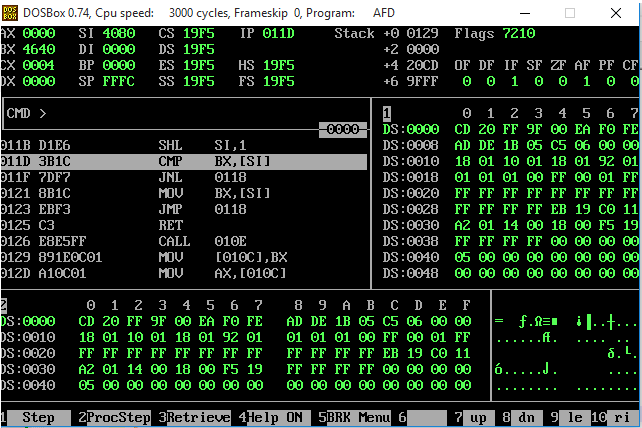 DOSBox 0.74, Cpu speed: 3000 cycles, Frameskip 0, Program: AFD
AX 0000 SI 4080 CS 19F5 IP 011D Stack +0 0129 Flags 7210
BX 4640 DI 0000 DS 19F5 +2 0000
CX 0004 BP 0000 ES 19F5 HS 19F5 +4 20CD OF DF IF SF ZF AF PF CF
DX 0000 SP FFFC SS 19F5 FS 19F5 +6 9FFF 0 0 1 0 0 1 0 0
CMD >
0000
1 0 1 2 3 4 5 6 7
DS:0000 CD 20 FF 9F 00 EA F0 FE
DS:0008 AD DE 1B 05 C5 06 00 00
DS:0010 18 01 10 01 18 01 92 01
DS:0018 01 01 01 00 FF 00 01 FF
DS:0020 FF FF FF FF FF FF FF FF
DS:0028 FF FF FF FF EB 19 C0 11
DS:0030 A2 01 14 00 18 00 F5 19
DS:0038 FF FF FF FF 00 00 00 00
DS:0040 05 00 00 00 00 00 00 00
DS:0048 00 00 00 00 00 00 00 00
011B D1E6 SHL SI,1
011D 3B1C CMP BX,[SI]
011F 7DF7 JNL 0118
0121 8B1C MOV BX,[SI]
0123 EBF3 JMP 0118
0125 C3 RET
0126 E8E5FF CALL 010E
0129 891E0C01 MOV [010C],BX
012D A10C01 MOV AX,[010C]
2 0 1 2 3 4 5 6 7 8 9 A B C D E F
DS:0000 CD 20 FF 9F 00 EA F0 FE AD DE 1B 05 C5 06 00 00 = ƒ.Ω≡■ ¡▐..┼...
DS:0010 18 01 10 01 18 01 92 01 01 01 01 00 FF 00 01 FF ......Æ. .... . .
DS:0020 FF FF FF FF FF FF FF FF FF FF FF FF EB 19 C0 11 δ.└.
DS:0030 A2 01 14 00 18 00 F5 19 FF FF FF FF 00 00 00 00 ó.....⌡. ....
DS:0040 05 00 00 00 00 00 00 00 00 00 00 00 00 00 00 00 ........ ........
1 Step 2ProcStep 3Retrieve 4Help ON 5BRK Menu 6 7 up 8 dn 9 le 10 ri